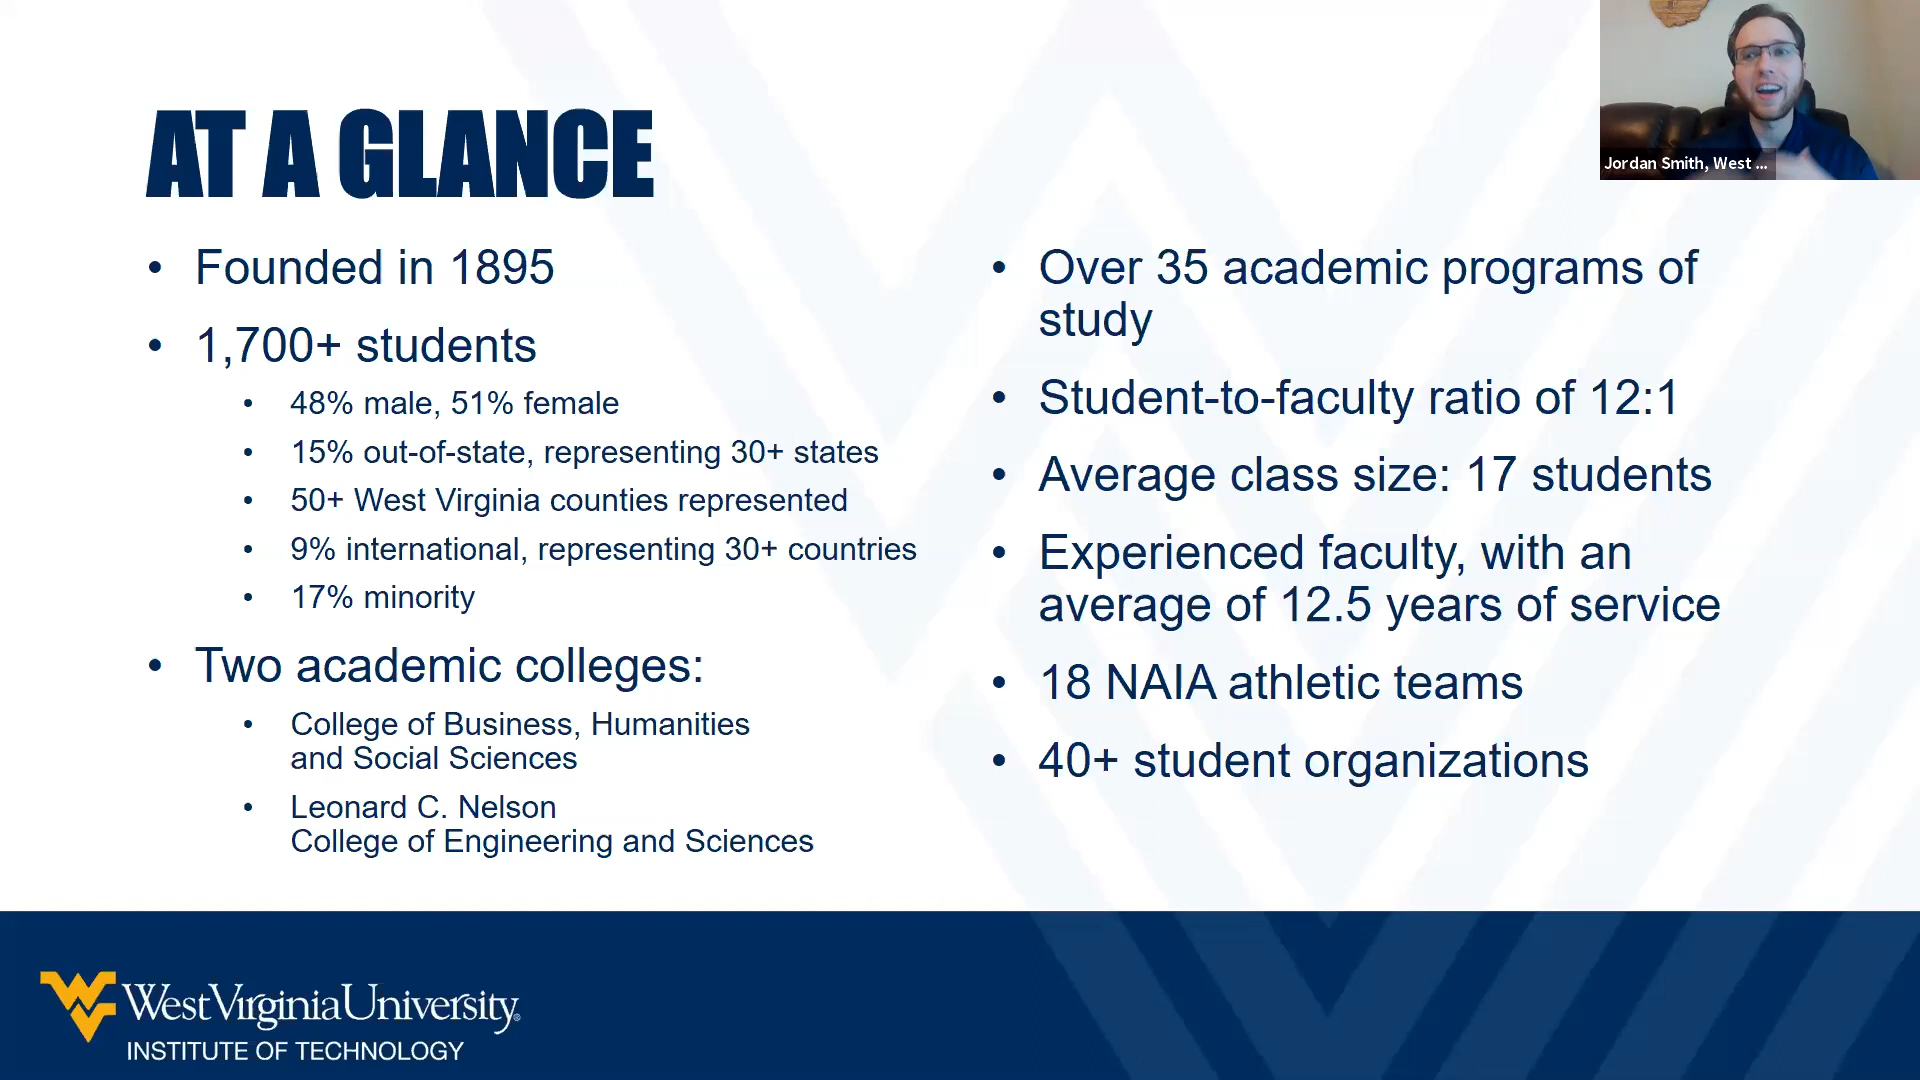 AT A GLANCE
Founded in 1895
1,700+ students
48% male, 51% female
15% out-of-state, representing 30+ states
50+ West Virginia counties represented
9% international, representing 30+ countries
17% minority
Two academic colleges:
College of Business, Humanities
and Social Sciences
Leonard C. Nelson
College of Engineering and Sciences
Over 35 academic programs of
study
Student-to-faculty ratio of 12:1
Average class size: 17 students
Experienced faculty, with an
average of 12.5 years of service
18 NAIA athletic teams
40+ student organizations
Jordan Smith, West ...
WestVirginiaUniversity®
INSTITUTE OF TECHNOLOGY